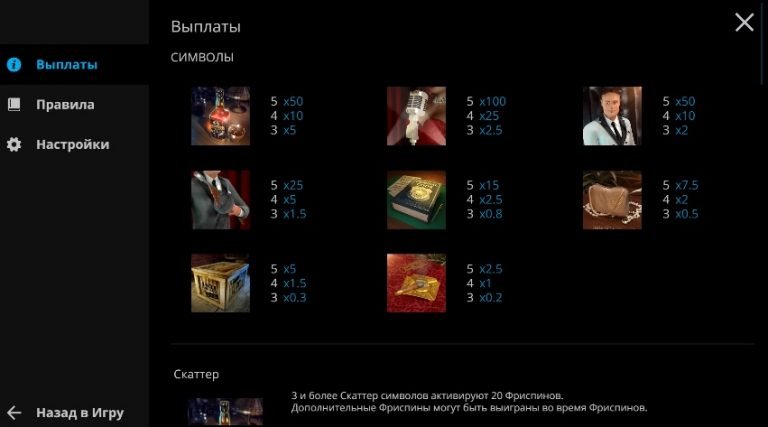 Выплаты
СИМВОЛЫ
Выплаты
Правила
Настройки
5 x50
4 x10
3 x5
5 x100
4 x25
3 x2.5
5 x50
4 x10
3 x2
5 x25
4 x5
3 x1.5
5 x15
4 x2.5
3 x0.8
5 x7.5
4 x2
3 x0.5
5 x5
4 x1.5
3 x0.3
5 x2.5
4 x1
3 x0.2
Скаттер
3 и более Скаттер символов активируют 20 Фриспинов.
Дополнительные Фриспины могут быть выиграны во время Фриспинов.
Назад в Игру